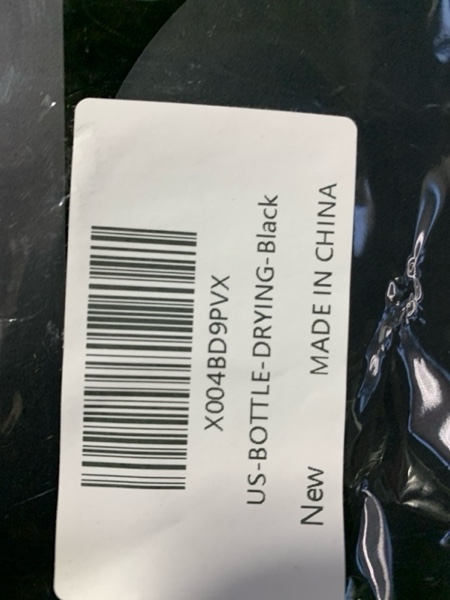 X004BD9PVX
US-BOTTLE-DRYING-Black
New MADE IN CHINA